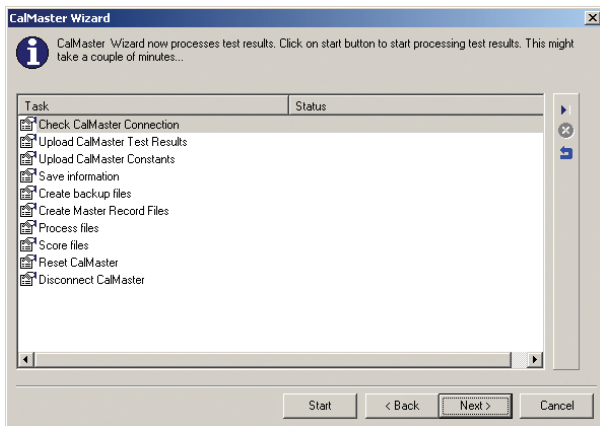 CalMaster Wizard
CalMaster Wizard now processes test results. Click on start button to start processing test results. This might
take a couple of minutes...
Task Status
Check CalMaster Connection
Upload CalMaster Test Results
Upload CalMaster Constants
Save information
Create backup files
Create Master Record Files
Process files
Score files
Reset CalMaster
Disconnect CalMaster
Start < Back Next > Cancel